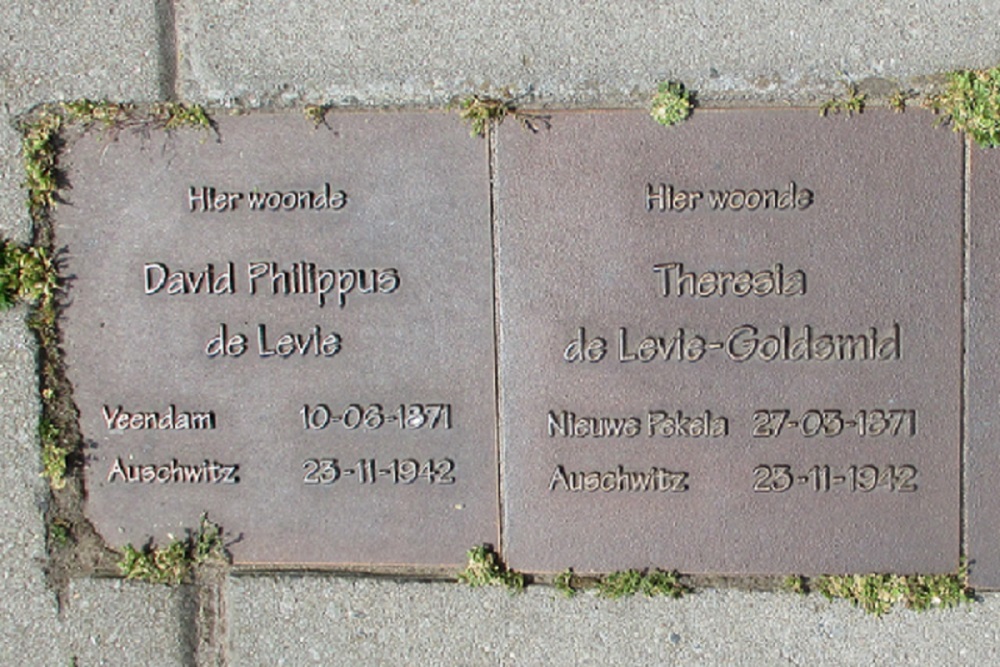 Hier woonde
David Philippus
de Levie
Veendam 10-06-1871
Auschwitz 23-11-1942
Hier woonde
Theresia
de Levie-Goldsmid
Nieuwe Pekela 27-03-1871
Auschwitz 23-11-1942